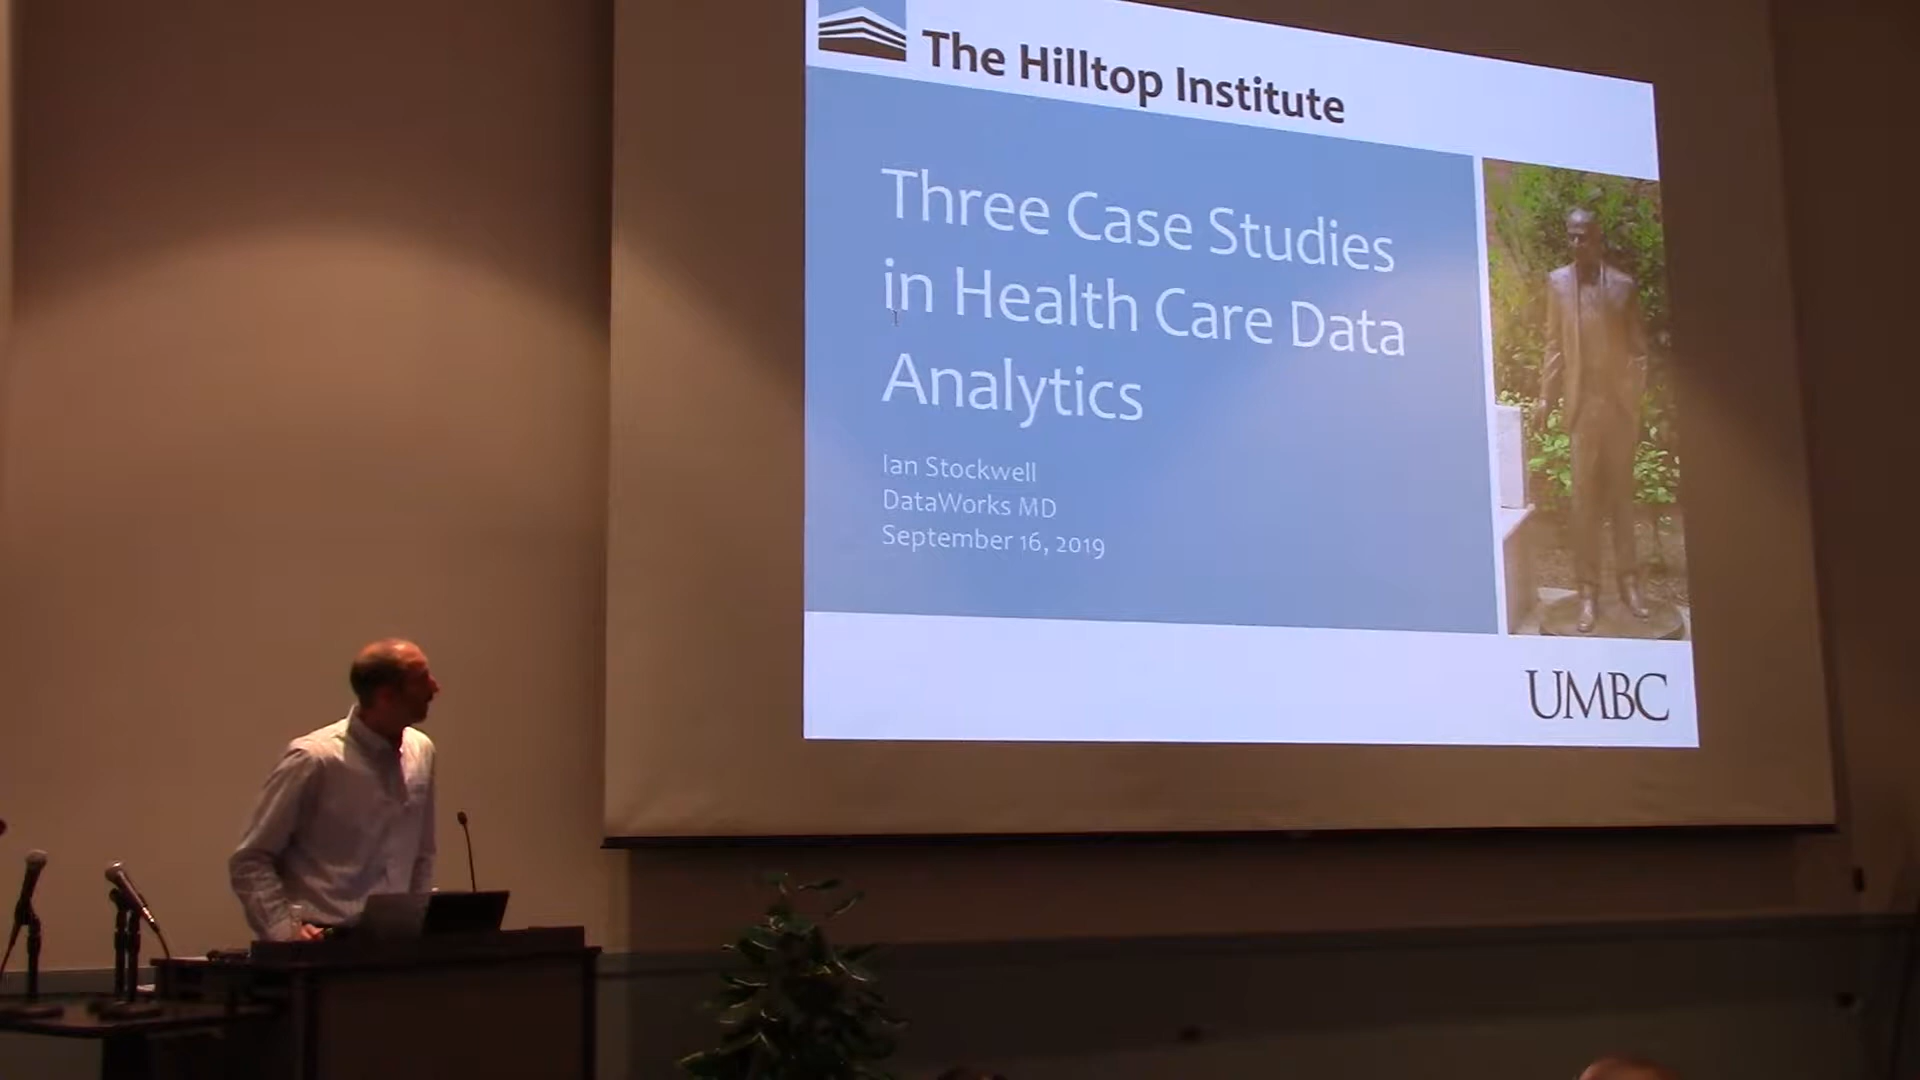 The Hilltop Institute
Three Case Studies
in Health Care Data
Analytics
Ian Stockwell
DataWorks MD
September 16, 2019
UMBC